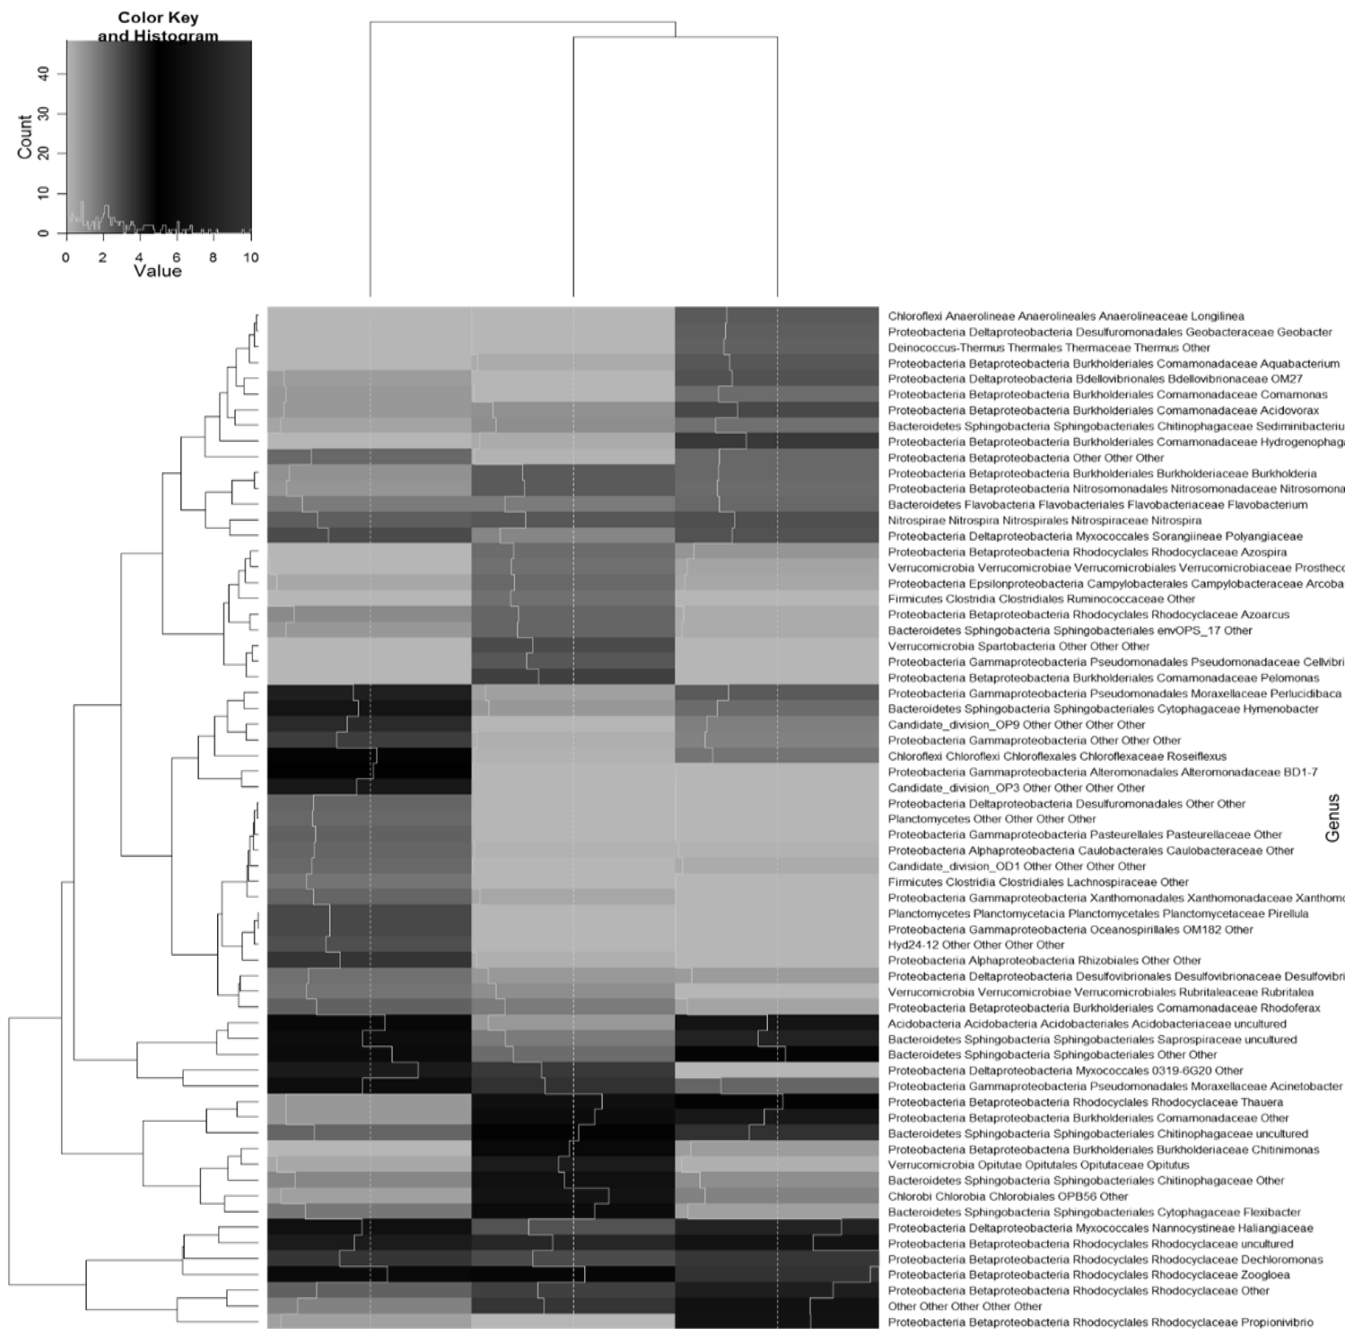 Color Key
and Histogram
Count
40
30
20
10
0
0 2 4 6 8 10
Value
Chloroflexi Anaerolineae Anaerolineales Anaerolineaceae Longilinea
Proteobacteria Deltaproteobacteria Desulfuromonadales Geobacteraceae Geobacter
Deinococcus-Thermus Thermales Thermaceae Thermus Other
Proteobacteria Betaproteobacteria Burkholderiales Comamonadaceae Aquabacterium
Proteobacteria Deltaproteobacteria Bdellovibrionales Bdellovibrionaceae OM27
Proteobacteria Betaproteobacteria Burkholderiales Comamonadaceae Comamonas
Proteobacteria Betaproteobacteria Burkholderiales Comamonadaceae Acidovorax
Bacteroidetes Sphingobacteria Sphingobacteriales Chitinophagaceae Sediminibacteriu
Proteobacteria Betaproteobacteria Burkholderiales Comamonadaceae Hydrogenophaga
Proteobacteria Betaproteobacteria Other Other Other
Proteobacteria Betaproteobacteria Burkholderiales Burkholderiaceae Burkholderia
Proteobacteria Betaproteobacteria Nitrosomonadales Nitrosomonadaceae Nitrosomona
Bacteroidetes Flavobacteria Flavobacteriales Flavobacteriaceae Flavobacterium
Nitrospirae Nitrospira Nitrospirales Nitrospiraceae Nitrospira
Proteobacteria Deltaproteobacteria Myxococcales Sorangiineae Polyangiaceae
Proteobacteria Betaproteobacteria Rhodocyclales Rhodocyclaceae Azospira
Verrucomicrobia Verrucomicrobiae Verrucomicrobiales Verrucomicrobiaceae Prosthecc
Proteobacteria Epsilonproteobacteria Campylobacterales Campylobacteraceae Arcoba
Firmicutes Clostridia Clostridiales Ruminococcaceae Other
Proteobacteria Betaproteobacteria Rhodocyclales Rhodocyclaceae Azoarcus
Bacteroidetes Sphingobacteria Sphingobacteriales envOPS_17 Other
Verrucomicrobia Spartobacteria Other Other Other
Proteobacteria Gammaproteobacteria Pseudomonadales Pseudomonadaceae Cellvibri
Proteobacteria Betaproteobacteria Burkholderiales Comamonadaceae Pelomonas
Proteobacteria Gammaproteobacteria Pseudomonadales Moraxellaceae Perlucidibaca
Bacteroidetes Sphingobacteria Sphingobacteriales Cytophagaceae Hymenobacter
Candidate_division_OP9 Other Other Other Other
Proteobacteria Gammaproteobacteria Other Other Other
Chloroflexi Chloroflexi Chloroflexales Chloroflexaceae Roseiflexus
Proteobacteria Gammaproteobacteria Alteromonadales Alteromonadaceae BD1-7
Candidate_division_OP3 Other Other Other Other
Proteobacteria Deltaproteobacteria Desulfuromonadales Other Other
Planctomycetes Other Other Other Other
Proteobacteria Gammaproteobacteria Pasteurellales Pasteurellaceae Other
Proteobacteria Alphaproteobacteria Caulobacterales Caulobacteraceae Other
Candidate_division_OD1 Other Other Other Other
Firmicutes Clostridia Clostridiales Lachnospiraceae Other
Proteobacteria Gammaproteobacteria Xanthomonadales Xanthomonadaceae Xanthomo
Planctomycetes Planctomycetacia Planctomycetales Planctomycetaceae Pirellula
Proteobacteria Gammaproteobacteria Oceanospirillales OM182 Other
Hyd24-12 Other Other Other Other
Proteobacteria Alphaproteobacteria Rhizobiales Other Other
Proteobacteria Deltaproteobacteria Desulfovibrionales Desulfovibrionaceae Desulfovibri
Verrucomicrobia Verrucomicrobiae Verrucomicrobiales Rubritaleaceae Rubritalea
Proteobacteria Betaproteobacteria Burkholderiales Comamonadaceae Rhodoferax
Acidobacteria Acidobacteria Acidobacteriales Acidobacteriaceae uncultured
Bacteroidetes Sphingobacteria Sphingobacteriales Saprospiraceae uncultured
Bacteroidetes Sphingobacteria Sphingobacteriales Other Other
Proteobacteria Deltaproteobacteria Myxococcales 0319-6G20 Other
Proteobacteria Gammaproteobacteria Pseudomonadales Moraxellaceae Acinetobacter
Proteobacteria Betaproteobacteria Rhodocyclales Rhodocyclaceae Thauera
Proteobacteria Betaproteobacteria Burkholderiales Comamonadaceae Other
Bacteroidetes Sphingobacteria Sphingobacteriales Chitinophagaceae uncultured
Proteobacteria Betaproteobacteria Burkholderiales Burkholderiaceae Chitinimonas
Verrucomicrobia Opitutae Opitutales Opitutaceae Opitutus
Bacteroidetes Sphingobacteria Sphingobacteriales Chitinophagaceae Other
Chlorobi Chlorobia Chlorobiales OPB56 Other
Bacteroidetes Sphingobacteria Sphingobacteriales Cytophagaceae Flexibacter
Proteobacteria Deltaproteobacteria Myxococcales Nannocystineae Haliangiaceae
Proteobacteria Betaproteobacteria Rhodocyclales Rhodocyclaceae uncultured
Proteobacteria Betaproteobacteria Rhodocyclales Rhodocyclaceae Dechloromonas
Proteobacteria Betaproteobacteria Rhodocyclales Rhodocyclaceae Zoogloea
Proteobacteria Betaproteobacteria Rhodocyclales Rhodocyclaceae Other
Other Other Other Other Other
Proteobacteria Betaproteobacteria Rhodocyclales Rhodocyclaceae Propionivibrio
Genus